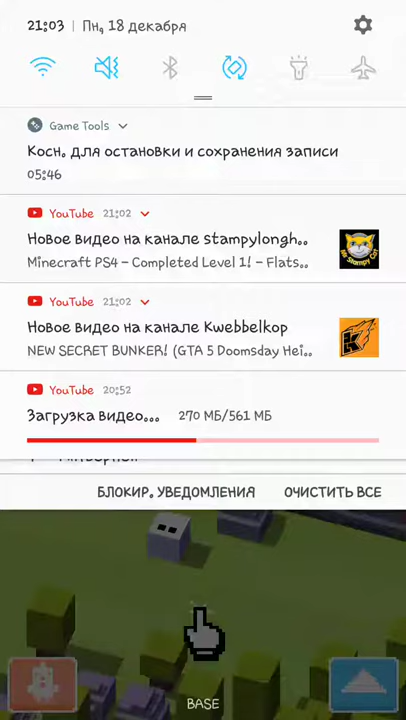 21:03 | Пн, 18 декабря
Game Tools
Косн. для остановки и сохранения записи
05:46
YouTube 21:02
Новое видео на канале stampylongh..
Minecraft PS4 – Completed Level 1! – Flats..
YouTube 21:02
Новое видео на канале Kwebbelkop
NEW SECRET BUNKER! (GTA 5 Doomsday Hei..
YouTube 20:52
Загрузка видео... 270 МБ/561 МБ
БЛОКИР. УВЕДОМЛЕНИЯ ОЧИСТИТЬ ВСЕ
BASE